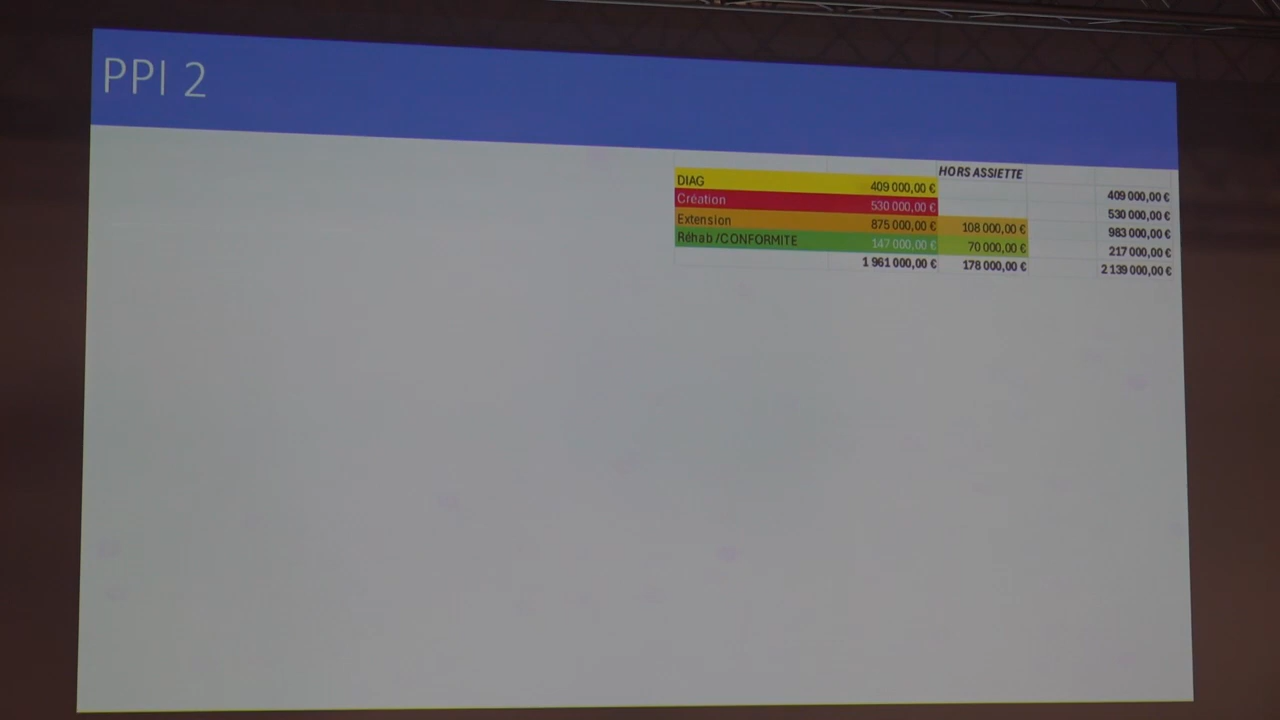 PPI 2
HORS ASSIETTE
DIAG 409 000,00 € 409 000,00 €
Création 530 000,00 € 530 000,00 €
Extension 875 000,00 € 108 000,00 € 983 000,00 €
Réhab /CONFORMITE 147 000,00 € 70 000,00 € 217 000,00 €
1 961 000,00 € 178 000,00 € 2 139 000,00 €